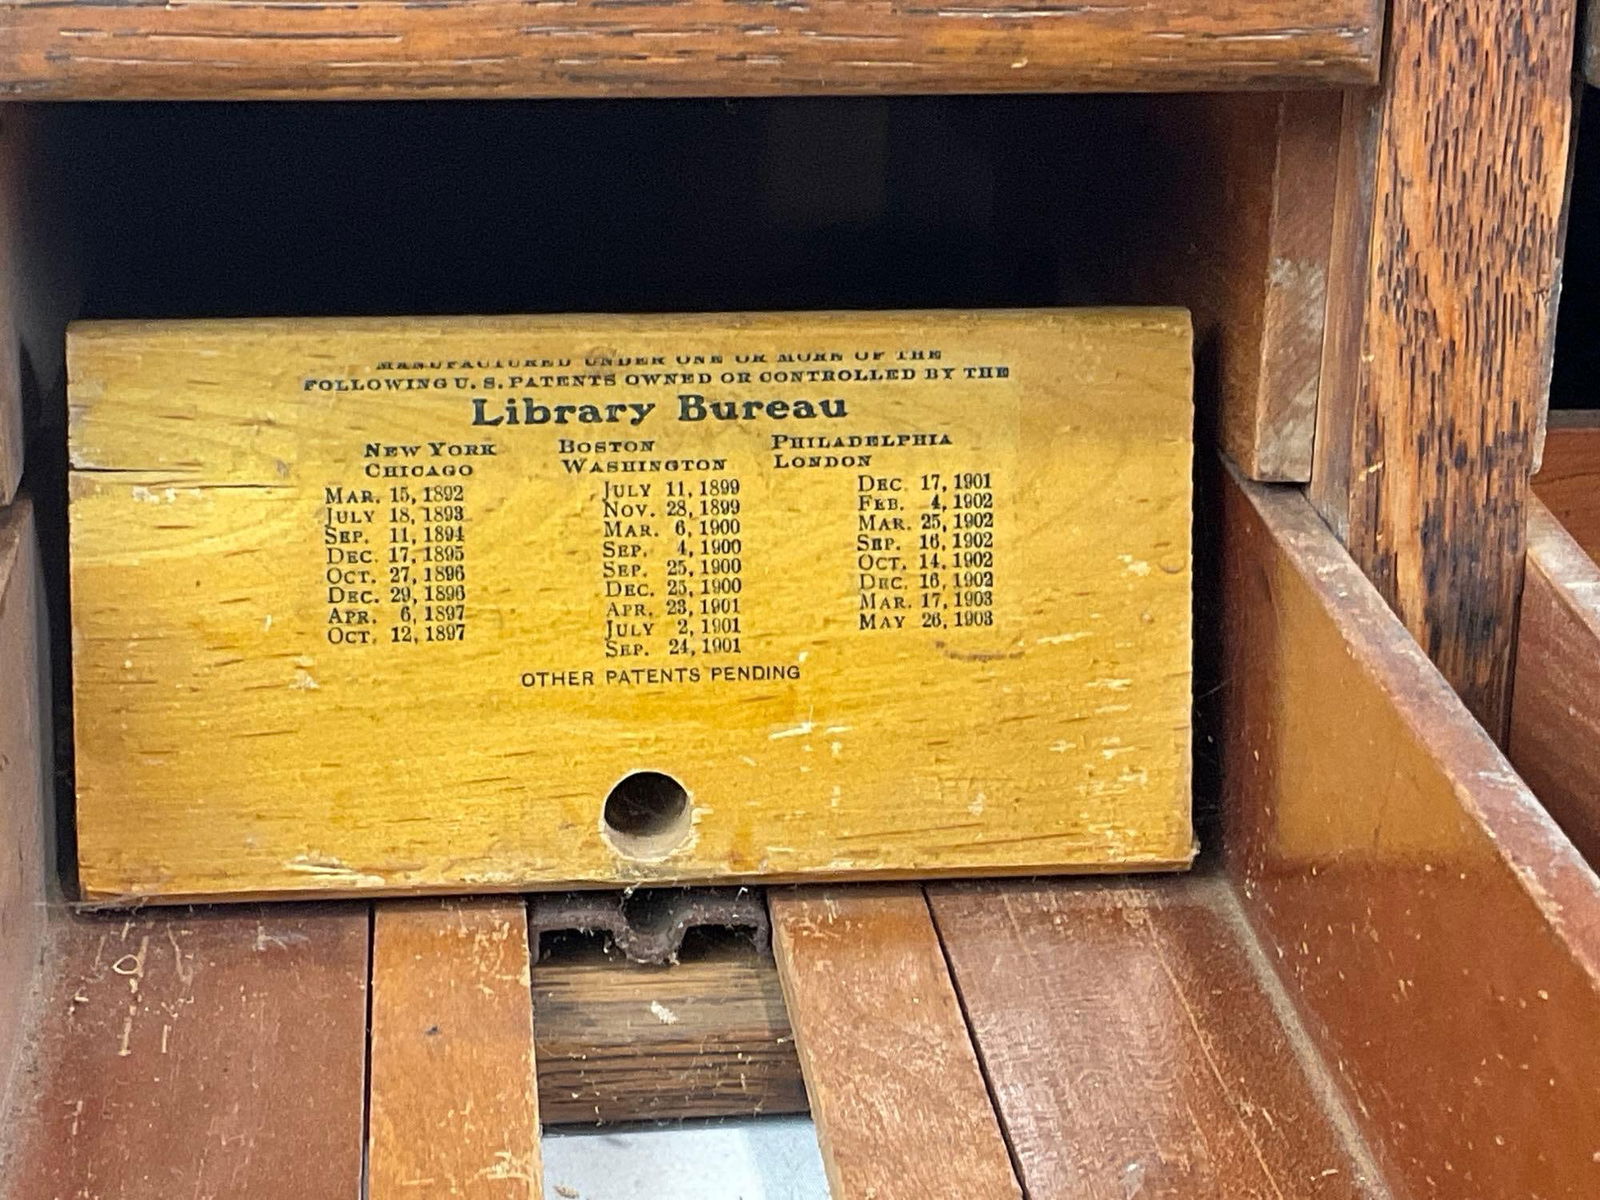 MANUFACTURED UNDER ONE OR MORE OF THE
FOLLOWING U. S. PATENTS OWNED OR CONTROLLED BY THE
Library Bureau
NEW YORK BOSTON PHILADELPHIA
CHICAGO WASHINGTON LONDON
MAR. 15, 1892
JULY 18, 1893
SEP. 11, 1894
DEC. 17, 1895
OCT. 27, 1896
DEC. 29, 1896
APR. 6, 1897
OCT. 12, 1897
JULY 11, 1899
NOV. 28, 1899
MAR. 6, 1900
SEP. 4, 1900
SEP. 25, 1900
DEC. 25, 1900
APR. 23, 1901
JULY 2, 1901
SEP. 24, 1901
DEC. 17, 1901
FEB. 4, 1902
MAR. 25, 1902
SEP. 16, 1902
OCT. 14, 1902
DEC. 16, 1902
MAR. 17, 1903
MAY 26, 1903
OTHER PATENTS PENDING